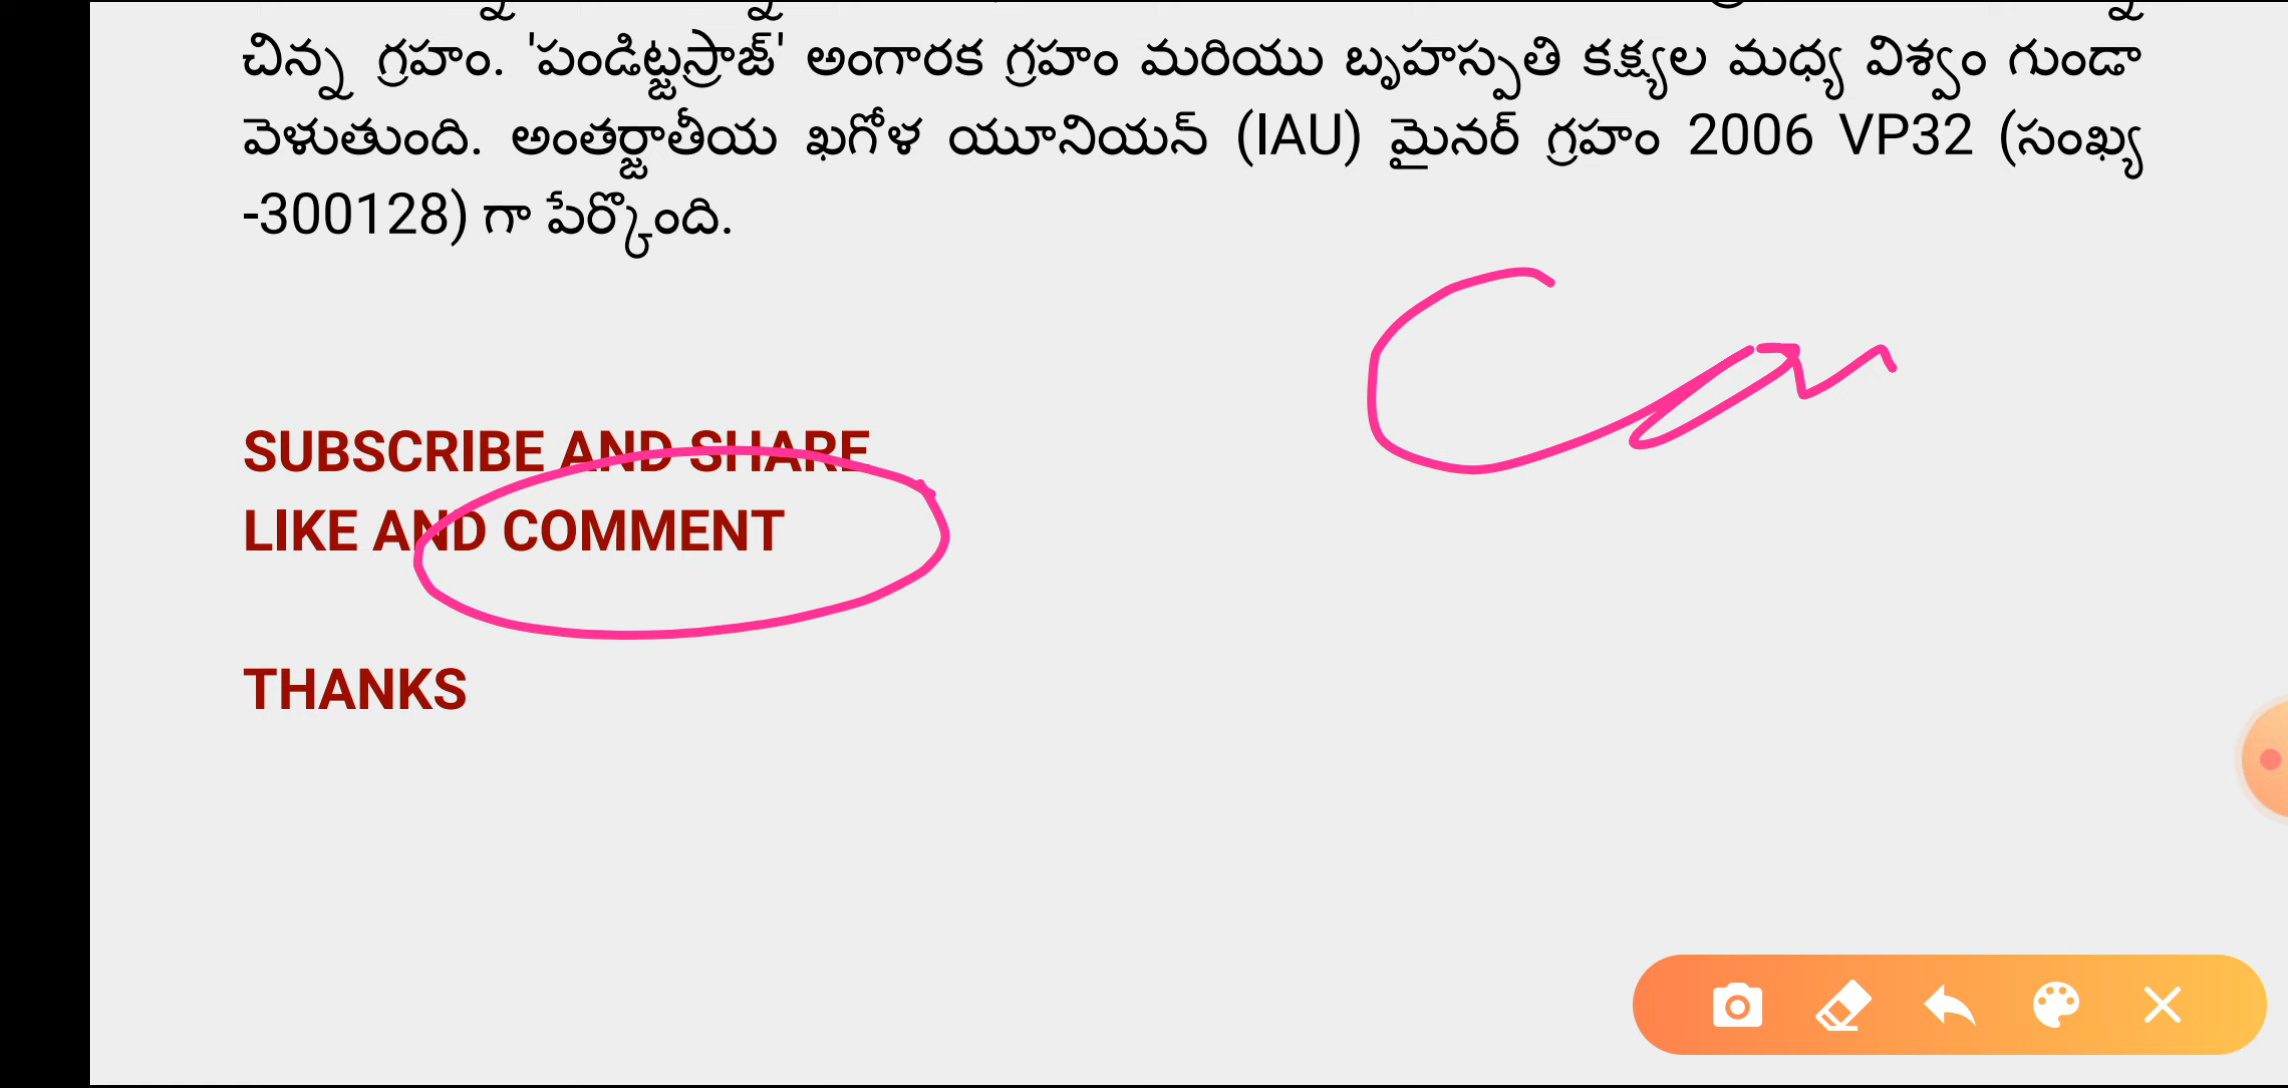 చిన్న గ్రహం. 'పండిట్జస్రాజ్' అంగారక గ్రహం మరియు బృహస్పతి కక్ష్యల మధ్య విశ్వం గుండా
వెళుతుంది. అంతర్జాతీయ ఖగోళ యూనియన్ (IAU) మైనర్ గ్రహం 2006 VP32 (సంఖ్య
-300128) గా పేర్కొంది.
SUBSCRIBE AND SHARE
LIKE AND COMMENT
THANKS